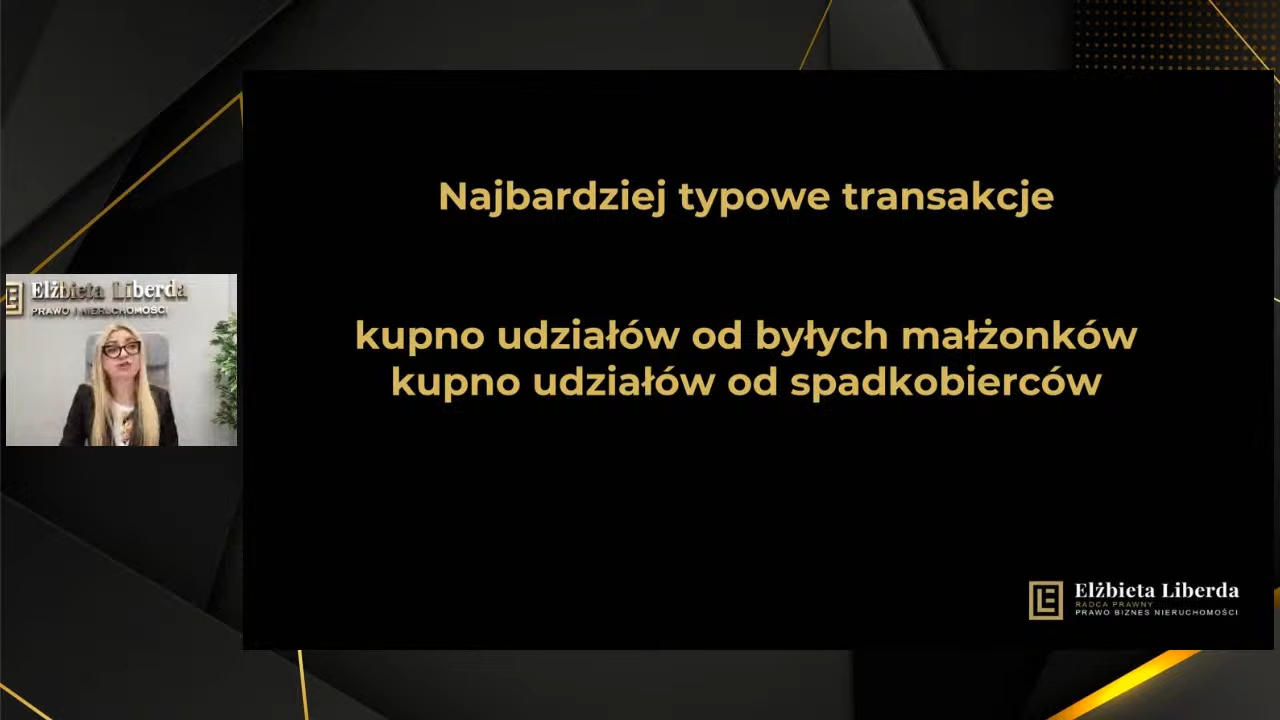 Najbardziej typowe transakcje
kupno udziałów od byłych małżonków
kupno udziałów od spadkobierców
Elżbieta Liberda
PRAWO I NIERUCHOMOŚCI
Elżbieta Liberda
RADCA PRAWNY
PRAWO BIZNES NIERUCHOMOŚCI